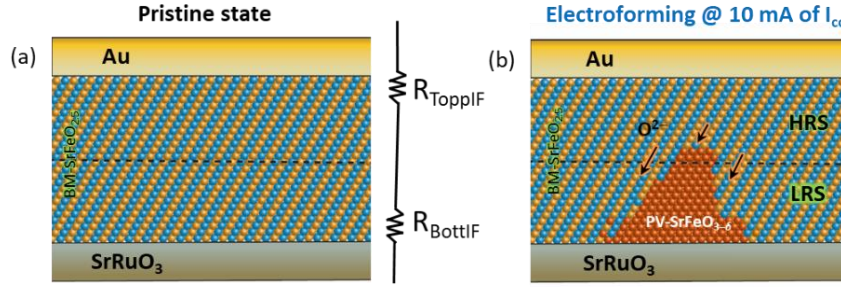 Pristine state
Electroforming @ 10 mA of I
(a)
Au
BM-SrFeO2.5
SrRuO3
RToppIF
RBottIF
(b)
Au
BM-SrFeO2.5
O2−
HRS
LRS
PV-SrFeO3−δ
SrRuO3